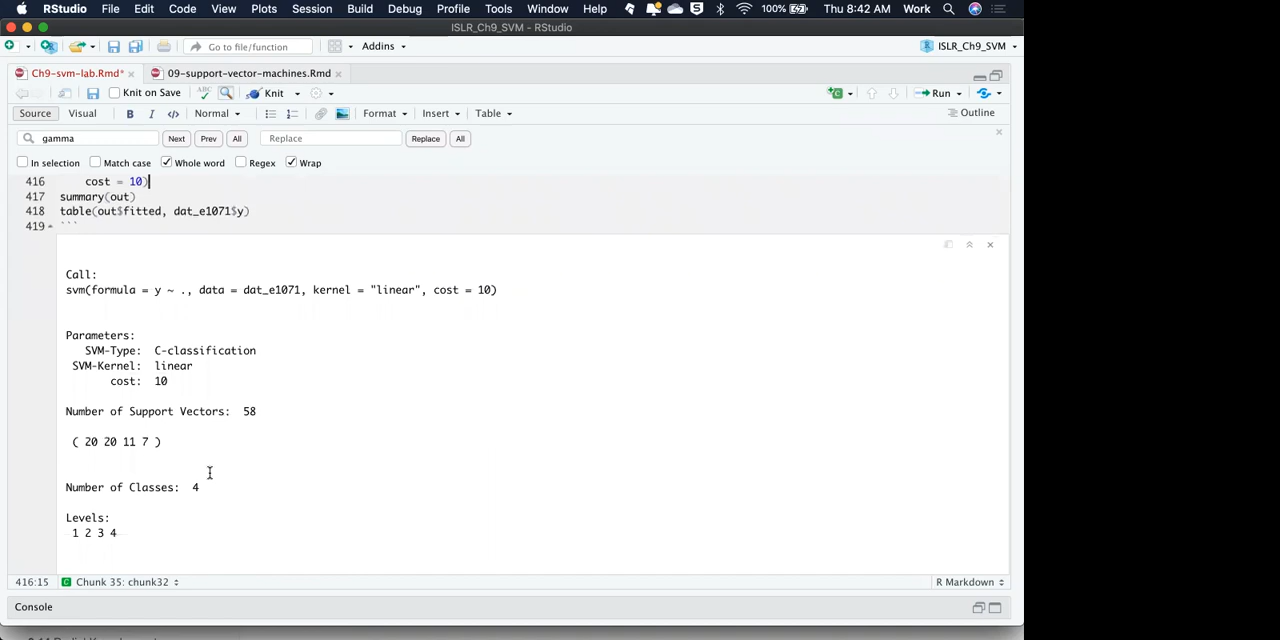 RStudio File Edit Code View Plots Session Build Debug Profile Tools Window Help 100% Thu 8:42 AM Work
ISLR_Ch9_SVM - RStudio
Go to file/function Addins ISLR_Ch9_SVM
Ch9-svm-lab.Rmd* 09-support-vector-machines.Rmd
Knit on Save ABC Knit Run
Source Visual B I </> Normal Format Insert Table Outline
gamma Next Prev All Replace Replace All
In selection Match case Whole word Regex Wrap
416 cost = 10)
417 summary(out)
418 table(out$fitted, dat_e1071$y)
419 ```
Call:
svm(formula = y ~ ., data = dat_e1071, kernel = "linear", cost = 10)
Parameters:
SVM-Type: C-classification
SVM-Kernel: linear
cost: 10
Number of Support Vectors: 58
( 20 20 11 7 )
Number of Classes: 4
Levels:
1 2 3 4
416:15 Chunk 35: chunk32 R Markdown
Console